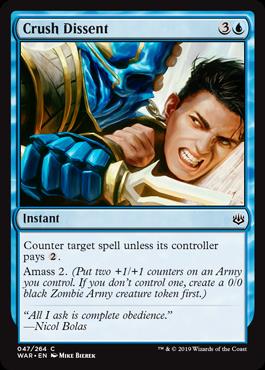 Crush Dissent 3
Instant
Counter target spell unless its controller
pays 2.
Amass 2. (Put two +1/+1 counters on an Army
you control. If you don't control one, create a 0/0
black Zombie Army creature token first.)
“All I ask is complete obedience.”
—Nicol Bolas
047/264 C
WAR • EN Mike Bierek ™ & © 2019 Wizards of the Coast